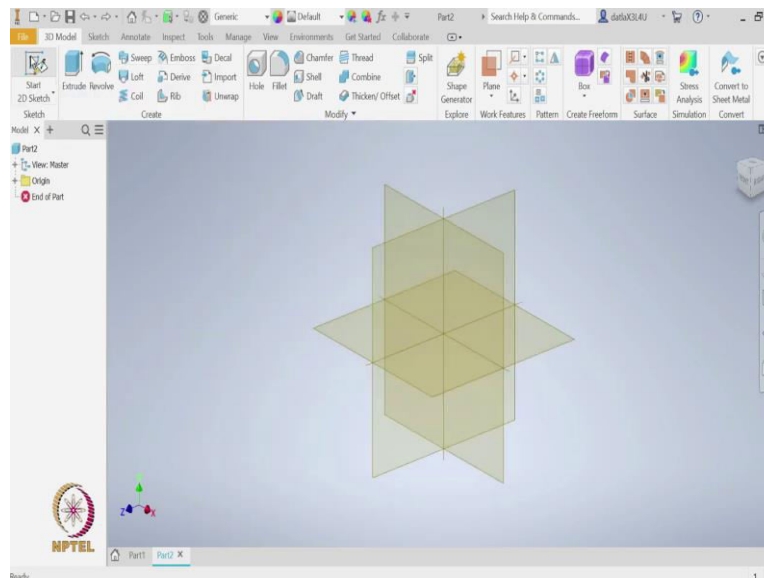 Generic Default Part2 Search Help & Commands... datlaX3L4U
File 3D Model Sketch Annotate Inspect Tools Manage View Environments Get Started Collaborate
Start 2D Sketch
Extrude Revolve
Sweep Emboss Decal
Loft Derive Import
Coil Rib Unwrap
Hole Fillet
Chamfer Thread Split
Shell Combine
Draft Thicken/ Offset
Shape Generator
Plane
Box
Stress Analysis
Convert to Sheet Metal
Sketch Create Modify Explore Work Features Pattern Create Freeform Surface Simulation Convert
Model
Part2
View: Master
Origin
End of Part
Z X
NPTEL
Part1 Part2
Ready 1